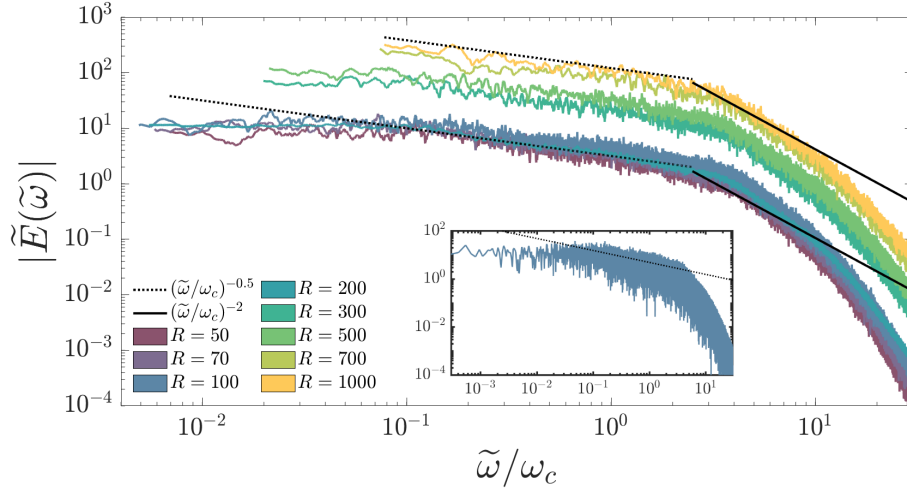 10^3
10^2
10^1
10^0
10^-1
10^-2
10^-3
10^-4
|Ẽ(ω̃)|
(ω̃/ω_c)^-0.5
(ω̃/ω_c)^-2
R = 50
R = 70
R = 100
R = 200
R = 300
R = 500
R = 700
R = 1000
10^2
10^0
10^-2
10^-4
10^-3 10^-2 10^-1 10^0 10^1
10^-2 10^-1 10^0 10^1
ω̃/ω_c